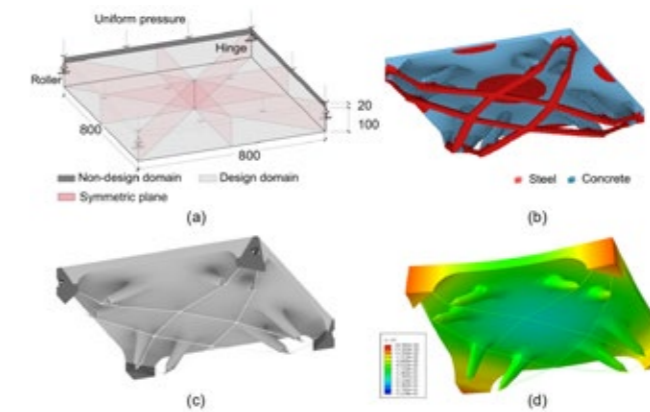 Uniform pressure
Hinge
Roller
20
100
800
800
Non-design domain
Design domain
Symmetric plane
(a)
Steel
Concrete
(b)
(c)
(d)